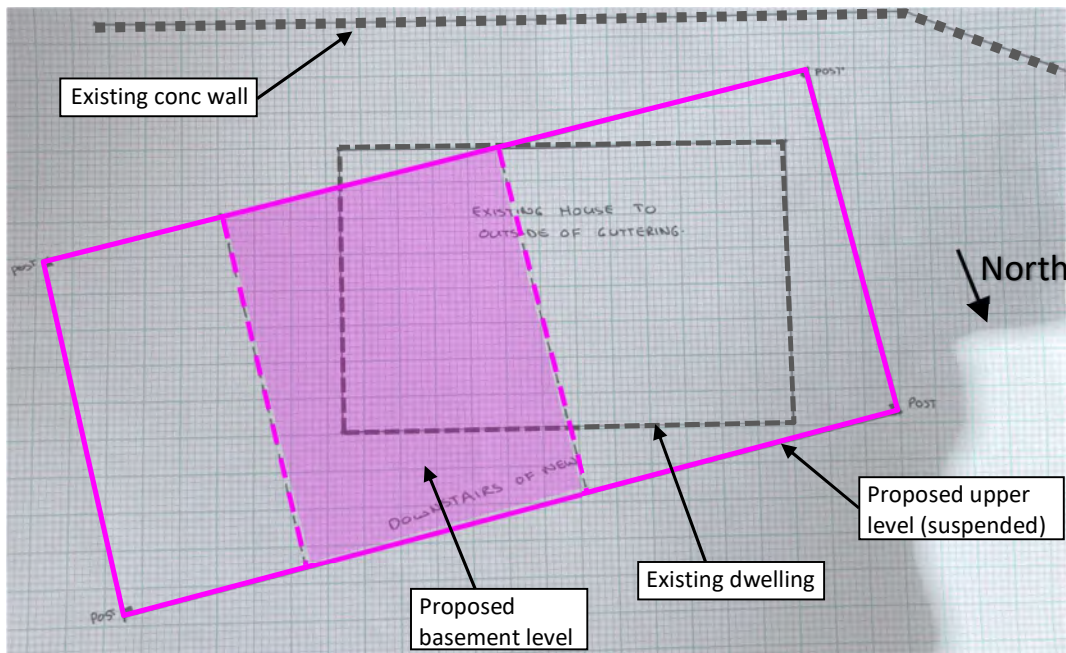 Existing conc wall
POST
EXISTING HOUSE TO
OUTSIDE OF GUTTERING.
North
POST
POST
DOWNSTAIRS OF NEW
Proposed upper
level (suspended)
Existing dwelling
Proposed
basement level
POST